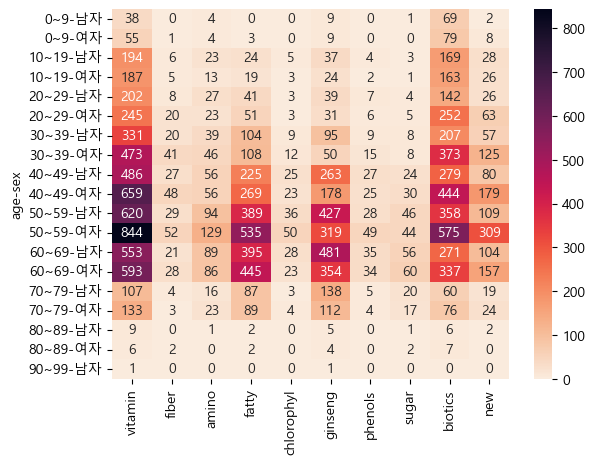 0~9-남자 38 0 4 0 0 9 0 1 69 2
0~9-여자 55 1 4 3 0 9 0 0 79 8
10~19-남자 194 6 23 24 5 37 4 3 169 28
10~19-여자 187 5 13 19 3 24 2 1 163 26
20~29-남자 202 8 27 41 3 39 7 4 142 26
20~29-여자 245 20 23 51 3 31 6 5 252 63
30~39-남자 331 20 39 104 9 95 9 8 207 57
30~39-여자 473 41 46 108 12 50 15 8 373 125
40~49-남자 486 27 56 225 25 263 27 24 279 80
40~49-여자 659 48 56 269 23 178 25 30 444 179
50~59-남자 620 29 94 389 36 427 28 46 358 109
50~59-여자 844 52 129 535 50 319 49 44 575 309
60~69-남자 553 21 89 395 28 481 35 56 271 104
60~69-여자 593 28 86 445 23 354 34 60 337 157
70~79-남자 107 4 16 87 3 138 5 20 60 19
70~79-여자 133 3 23 89 4 112 4 17 76 24
80~89-남자 9 0 1 2 0 5 0 1 6 2
80~89-여자 6 2 0 2 0 4 0 2 7 0
90~99-남자 1 0 0 0 0 1 0 0 0 0
age-sex
vitamin fiber amino fatty chlorophyl ginseng phenols sugar biotics new
800
700
600
500
400
300
200
100
0